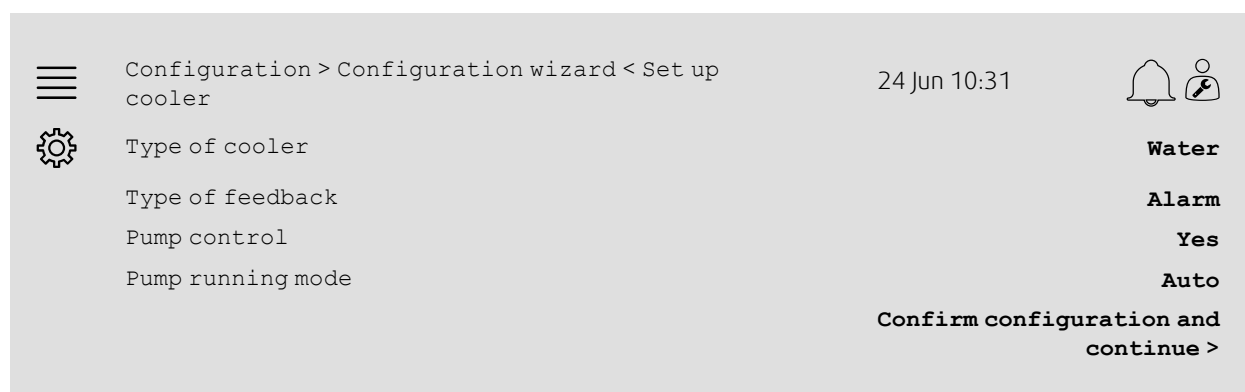 Configuration > Configuration wizard < Set up
cooler
24 Jun 10:31
Type of cooler Water
Type of feedback Alarm
Pump control Yes
Pump running mode Auto
Confirm configuration and
continue >